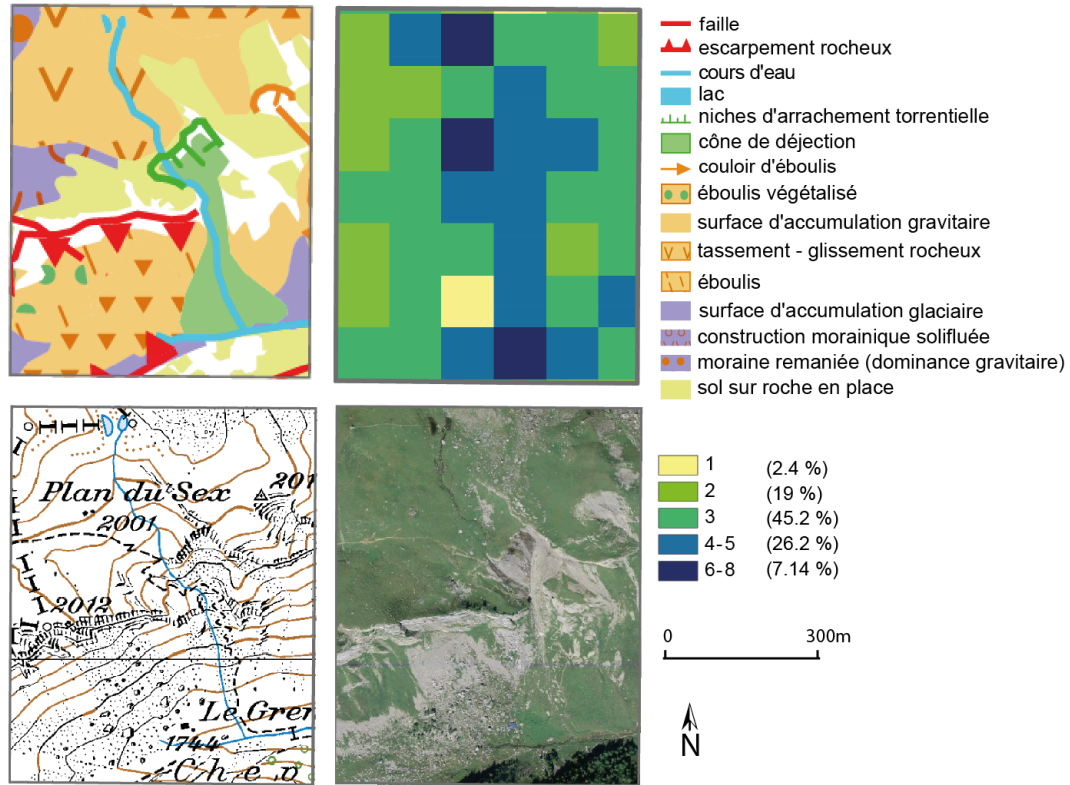 faille
escarpement rocheux
cours d'eau
lac
niches d'arrachement torrentielle
cône de déjection
couloir d'éboulis
éboulis végétalisé
surface d'accumulation gravitaire
tassement - glissement rocheux
éboulis
surface d'accumulation glaciaire
construction morainique solifluée
moraine remaniée (dominance gravitaire)
sol sur roche en place
1 (2.4 %)
2 (19 %)
3 (45.2 %)
4-5 (26.2 %)
6-8 (7.14 %)
0 300m
N
Plan du Sex
201
2001
2012
Le Gren
1744
Chep